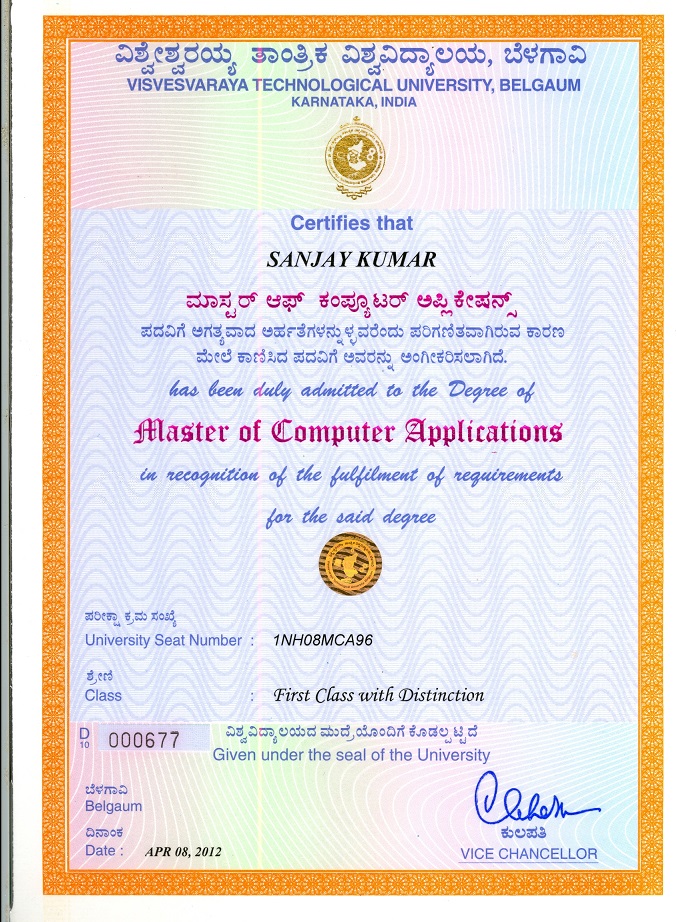 ವಿಶ್ವೇಶ್ವರಯ್ಯ ತಾಂತ್ರಿಕ ವಿಶ್ವವಿದ್ಯಾಲಯ, ಬೆಳಗಾವಿ
VISVESVARAYA TECHNOLOGICAL UNIVERSITY, BELGAUM
KARNATAKA, INDIA
Certifies that
SANJAY KUMAR
ಮಾಸ್ಟರ್ ಆಫ್ ಕಂಪ್ಯೂಟರ್ ಅಪ್ಲಿಕೇಷನ್ಸ್
ಪದವಿಗೆ ಅಗತ್ಯವಾದ ಅರ್ಹತೆಗಳನ್ನುಳ್ಳವರೆಂದು ಪರಿಗಣಿತವಾಗಿರುವ ಕಾರಣ
ಮೇಲೆ ಕಾಣಿಸಿದ ಪದವಿಗೆ ಅವರನ್ನು ಅಂಗೀಕರಿಸಲಾಗಿದೆ.
has been duly admitted to the Degree of
Master of Computer Applications
in recognition of the fulfilment of requirements
for the said degree
ಪರೀಕ್ಷಾ ಕ್ರಮ ಸಂಖ್ಯೆ
University Seat Number : 1NH08MCA96
ಶ್ರೇಣಿ
Class : First Class with Distinction
D 10 000677
ವಿಶ್ವವಿದ್ಯಾಲಯದ ಮುದ್ರೆಯೊಂದಿಗೆ ಕೊಡಲ್ಪಟ್ಟಿದೆ
Given under the seal of the University
ಬೆಳಗಾವಿ
Belgaum
ದಿನಾಂಕ
Date : APR 08, 2012
ಕುಲಪತಿ
VICE CHANCELLOR